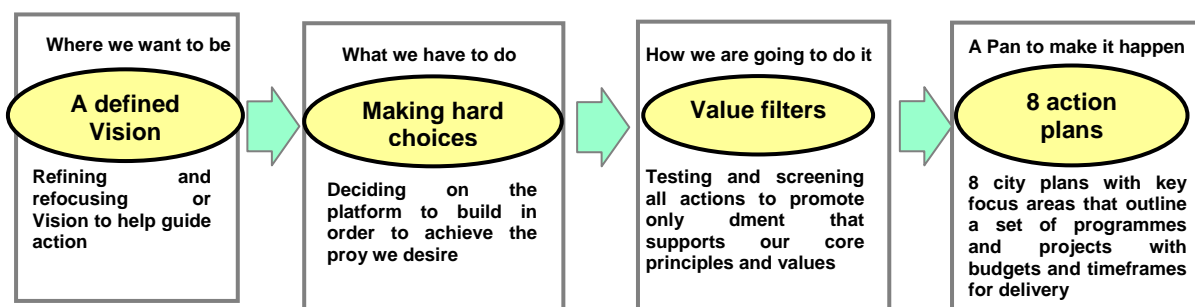 Where we want to be
A defined
Vision
Refining and
refocusing or
Vision to help guide
action
What we have to do
Making hard
choices
Deciding on the
platform to build in
order to achieve the
proy we desire
How we are going to do it
Value filters
Testing and screening
all actions to promote
only dment that
supports our core
principles and values
A Pan to make it happen
8 action
plans
8 city plans with key
focus areas that outline
a set of programmes
and projects with
budgets and timeframes
for delivery